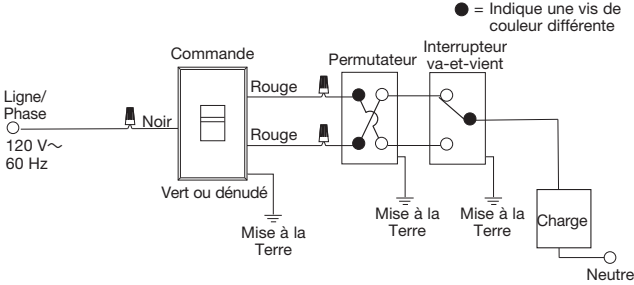 = Indique une vis de
couleur différente
Commande
Permutateur
Interrupteur
va-et-vient
Ligne/
Phase
120 V~
60 Hz
Noir
Rouge
Rouge
Vert ou dénudé
Mise à la
Terre
Mise à la
Terre
Mise à la
Terre
Charge
Neutre